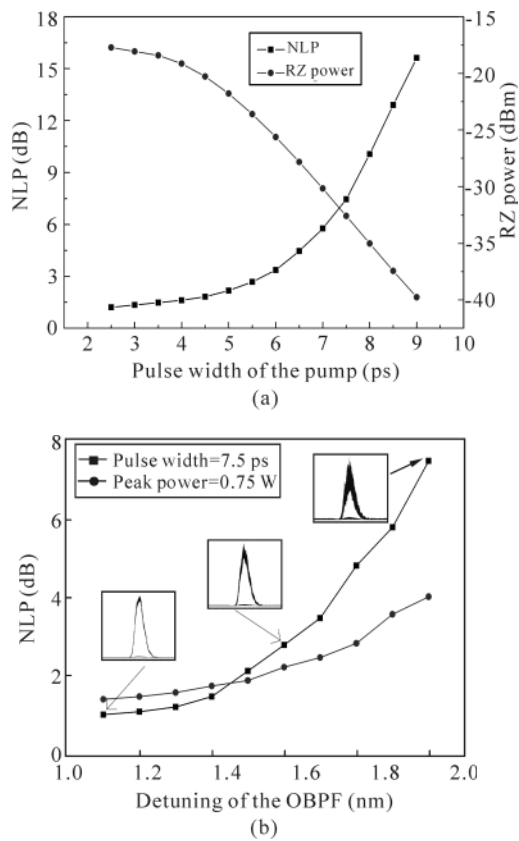 18
15
12
9
6
3
0
NLP (dB)
NLP
RZ power
-15
-20
-25
-30
-35
-40
RZ power (dBm)
2 3 4 5 6 7 8 9 10
Pulse width of the pump (ps)
(a)
8
6
4
2
0
NLP (dB)
Pulse width=7.5 ps
Peak power=0.75 W
1.0 1.2 1.4 1.6 1.8 2.0
Detuning of the OBPF (nm)
(b)